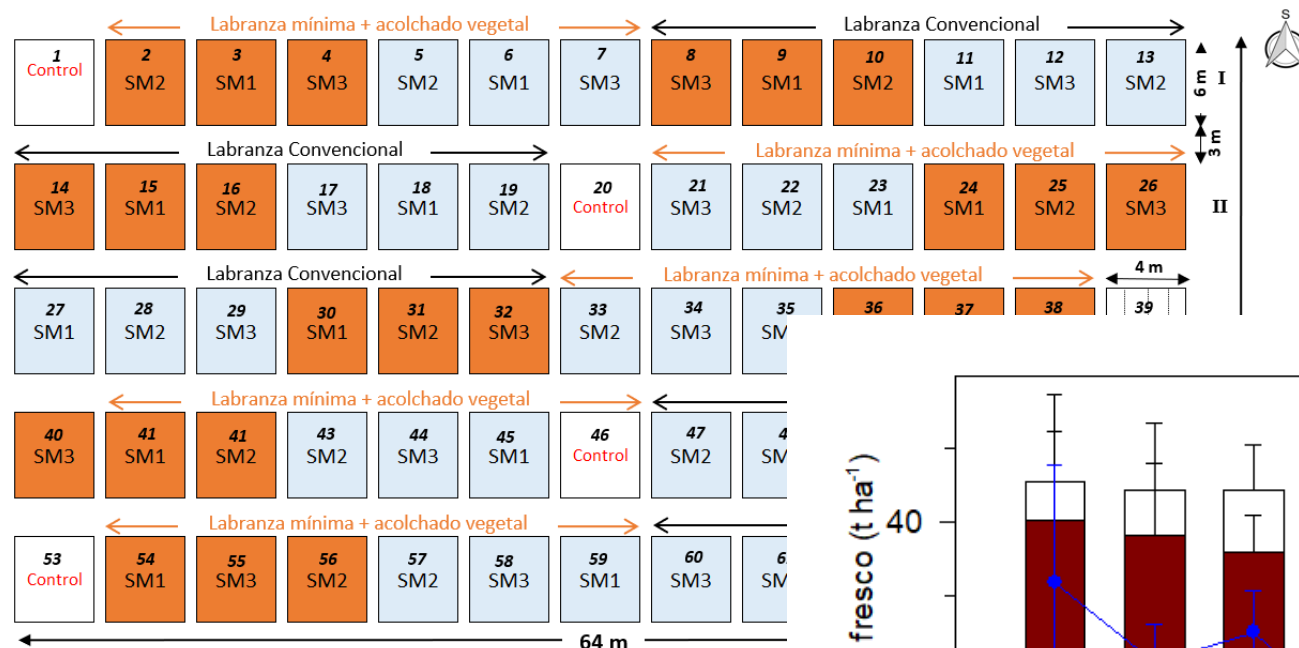 Labranza mínima + acolchado vegetal Labranza Convencional S
1 2 3 4 5 6 7 8 9 10 11 12 13
Control SM2 SM1 SM3 SM2 SM1 SM3 SM3 SM1 SM2 SM1 SM3 SM2
6 m I
3 m
Labranza Convencional Labranza mínima + acolchado vegetal
14 15 16 17 18 19 20 21 22 23 24 25 26
SM3 SM1 SM2 SM3 SM1 SM2 Control SM3 SM2 SM1 SM1 SM2 SM3 II
Labranza Convencional Labranza mínima + acolchado vegetal 4 m
27 28 29 30 31 32 33 34 35 36 37 38 39
SM1 SM2 SM3 SM1 SM2 SM3 SM2 SM3
Labranza mínima + acolchado vegetal
40 41 41 43 44 45 46 47
SM3 SM1 SM2 SM2 SM3 SM1 Control SM2
Labranza mínima + acolchado vegetal
53 54 55 56 57 58 59 60
Control SM1 SM3 SM2 SM2 SM3 SM1 SM3
64 m
fresco (t ha-1)
40